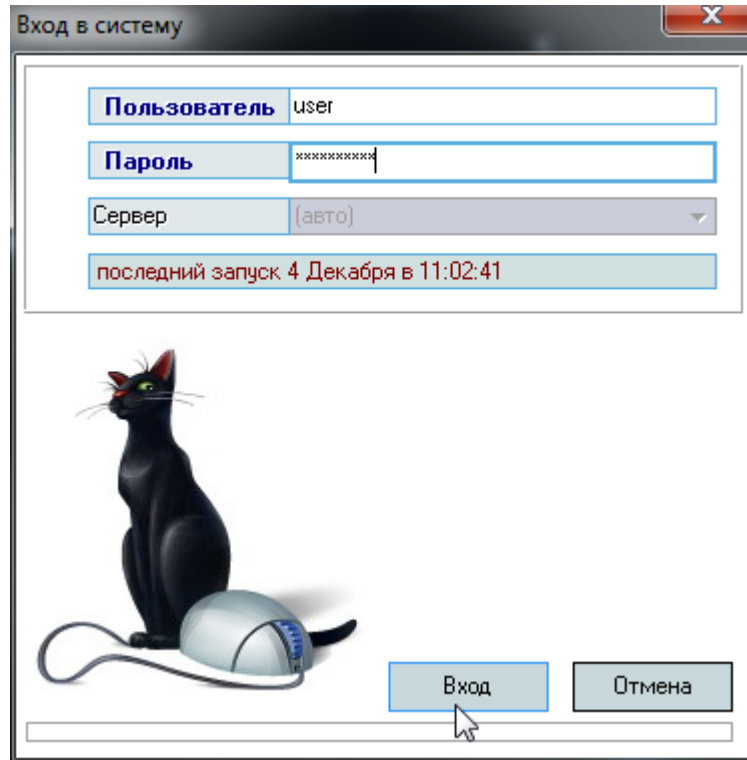 Вход в систему
Пользователь user
Пароль **********
Сервер (авто)
последний запуск 4 Декабря в 11:02:41
Вход Отмена